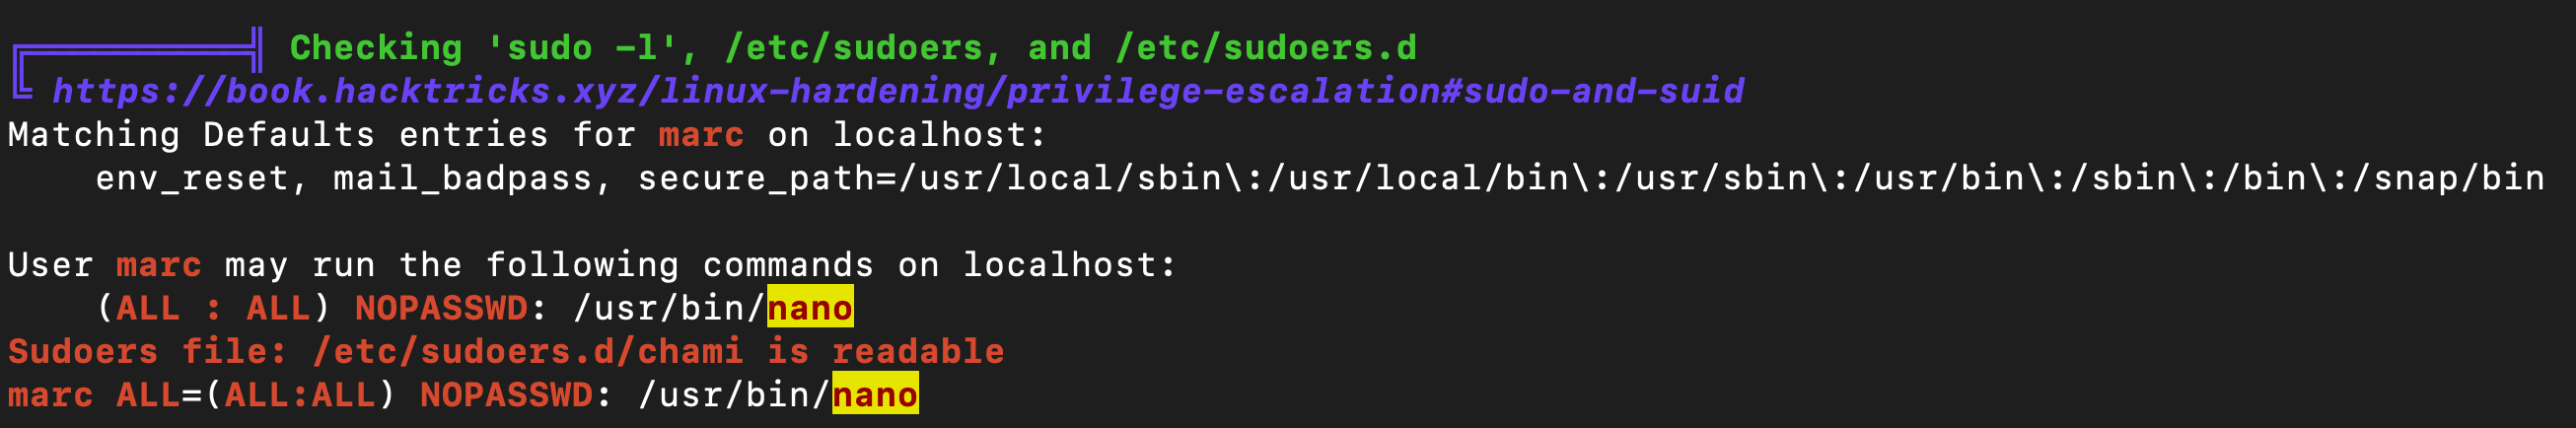 Checking 'sudo -l', /etc/sudoers, and /etc/sudoers.d
https://book.hacktricks.xyz/linux-hardening/privilege-escalation#sudo-and-suid
Matching Defaults entries for marc on localhost:
    env_reset, mail_badpass, secure_path=/usr/local/sbin\:/usr/local/bin\:/usr/sbin\:/usr/bin\:/sbin\:/bin\:/snap/bin

User marc may run the following commands on localhost:
    (ALL : ALL) NOPASSWD: /usr/bin/nano
Sudoers file: /etc/sudoers.d/chami is readable
marc ALL=(ALL:ALL) NOPASSWD: /usr/bin/nano